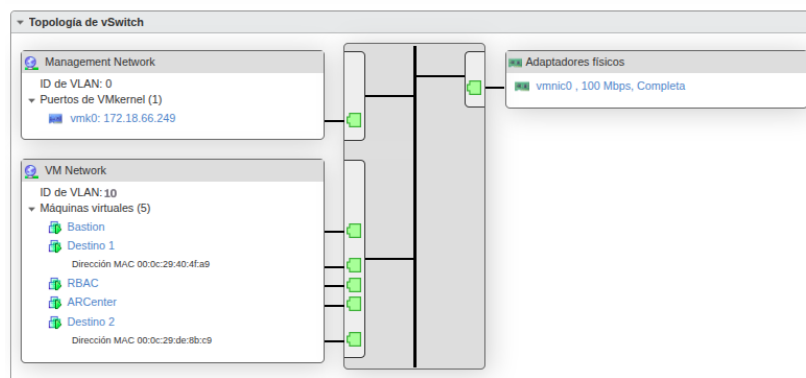 Topología de vSwitch
Management Network
ID de VLAN: 0
Puertos de VMkernel (1)
vmk0: 172.18.66.249
VM Network
ID de VLAN: 10
Máquinas virtuales (5)
Bastion
Destino 1
Dirección MAC 00:0c:29:40:4f:a9
RBAC
ARCenter
Destino 2
Dirección MAC 00:0c:29:de:8b:c9
Adaptadores físicos
vmnic0 , 100 Mbps, Completa